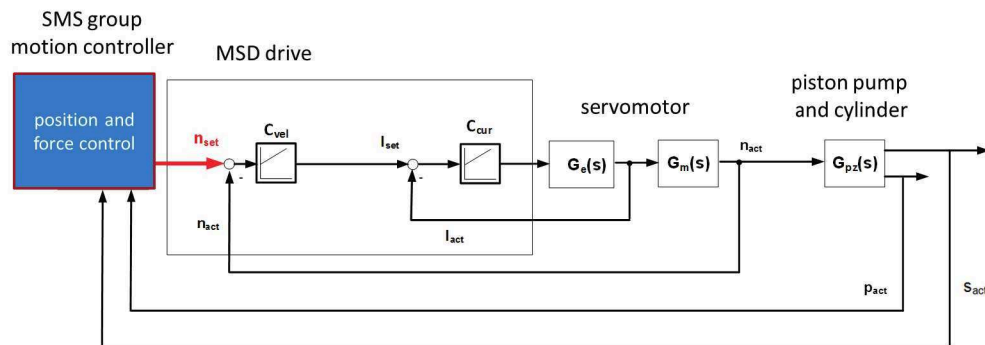 SMS group
motion controller
MSD drive
piston pump
and cylinder
servomotor
position and
force control
n_set
C_vel
I_set
C_cur
G_e(s)
G_m(s)
n_act
G_pz(s)
-
-
n_act
I_act
p_act
S_act